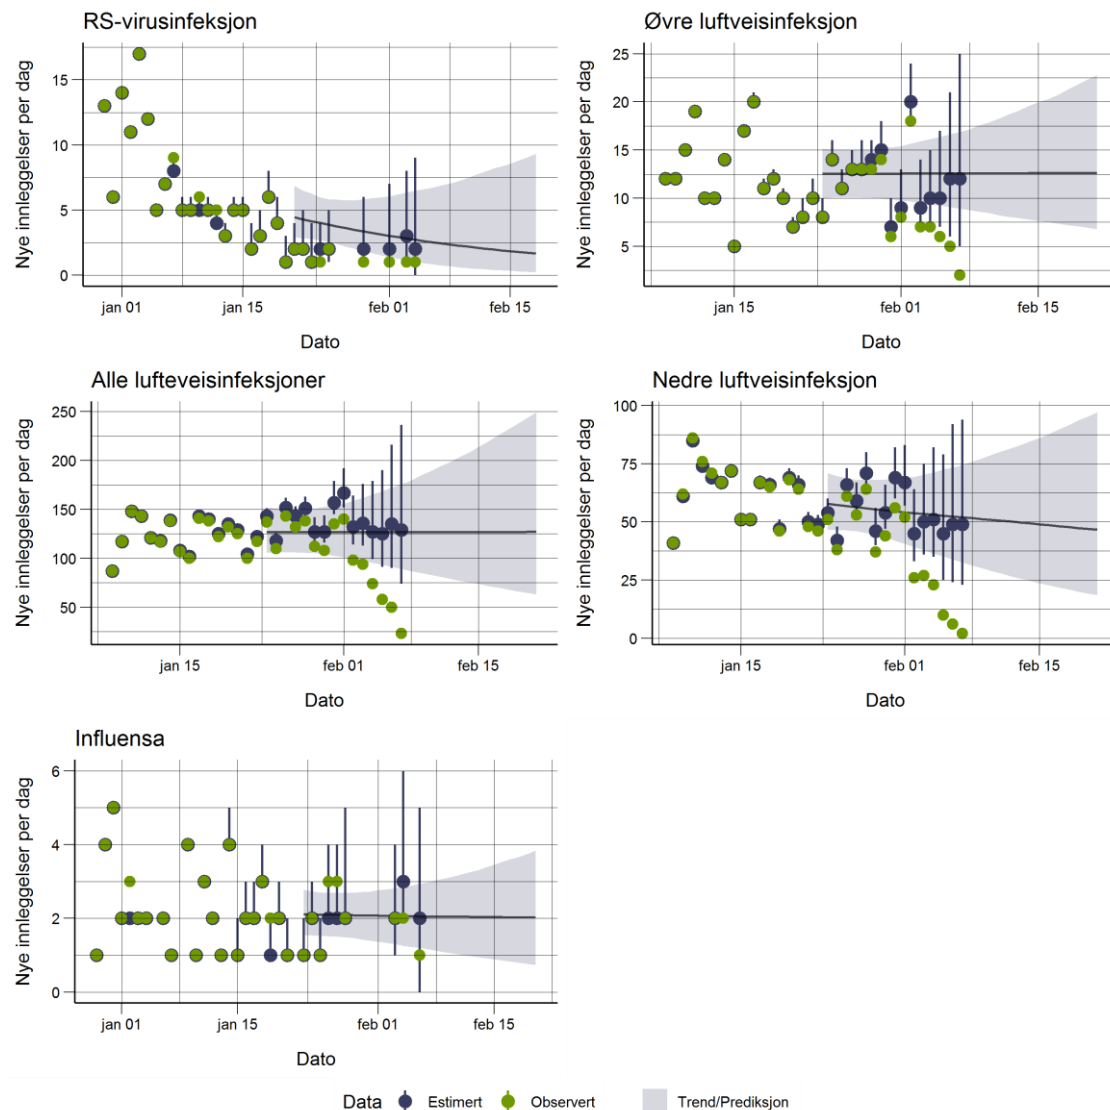 RS-virusinfeksjon
Nye innleggelser per dag
15
10
5
0
jan 01
jan 15
feb 01
feb 15
Dato
Øvre luftveisinfeksjon
Nye innleggelser per dag
25
20
15
10
5
jan 15
feb 01
feb 15
Dato
Alle lufteveisinfeksjoner
Nye innleggelser per dag
250
200
150
100
50
jan 15
feb 01
feb 15
Dato
Nedre luftveisinfeksjon
Nye innleggelser per dag
100
75
50
25
0
jan 15
feb 01
feb 15
Dato
Influensa
Nye innleggelser per dag
6
4
2
0
jan 01
jan 15
feb 01
feb 15
Dato
Data Estimert Observert Trend/Prediksjon